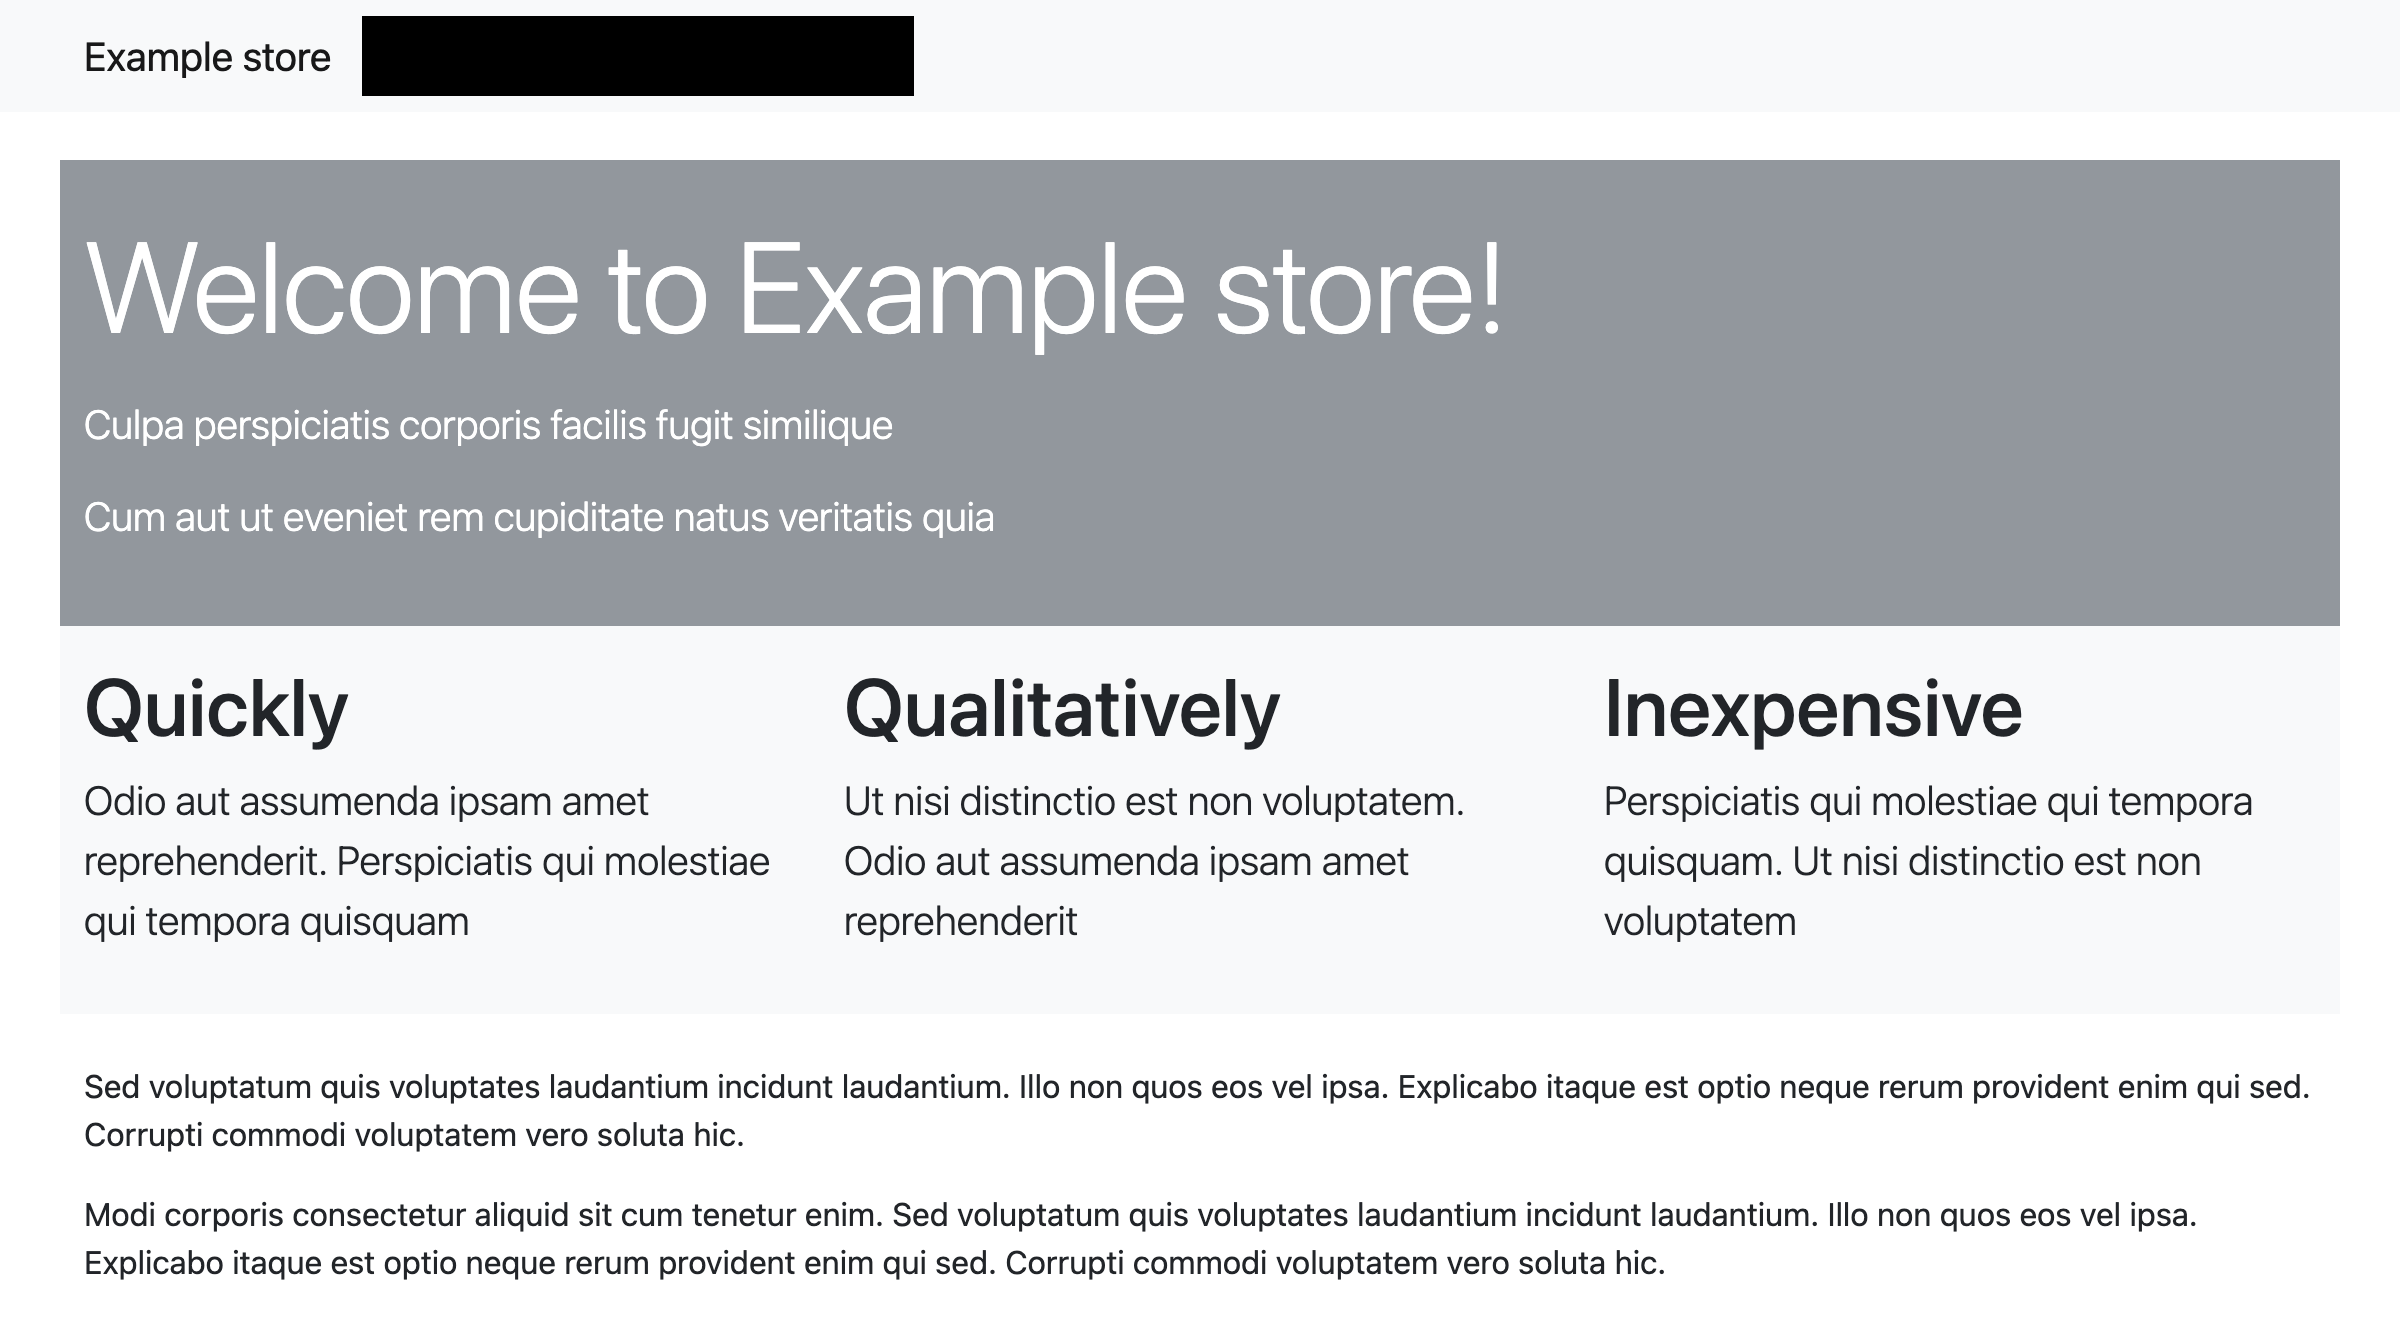 Example store
Welcome to Example store!
Culpa perspiciatis corporis facilis fugit similique
Cum aut ut eveniet rem cupiditate natus veritatis quia
Quickly
Odio aut assumenda ipsam amet
reprehenderit. Perspiciatis qui molestiae
qui tempora quisquam
Qualitatively
Ut nisi distinctio est non voluptatem.
Odio aut assumenda ipsam amet
reprehenderit
Inexpensive
Perspiciatis qui molestiae qui tempora
quisquam. Ut nisi distinctio est non
voluptatem
Sed voluptatum quis voluptates laudantium incidunt laudantium. Illo non quos eos vel ipsa. Explicabo itaque est optio neque rerum provident enim qui sed.
Corrupti commodi voluptatem vero soluta hic.
Modi corporis consectetur aliquid sit cum tenetur enim. Sed voluptatum quis voluptates laudantium incidunt laudantium. Illo non quos eos vel ipsa.
Explicabo itaque est optio neque rerum provident enim qui sed. Corrupti commodi voluptatem vero soluta hic.